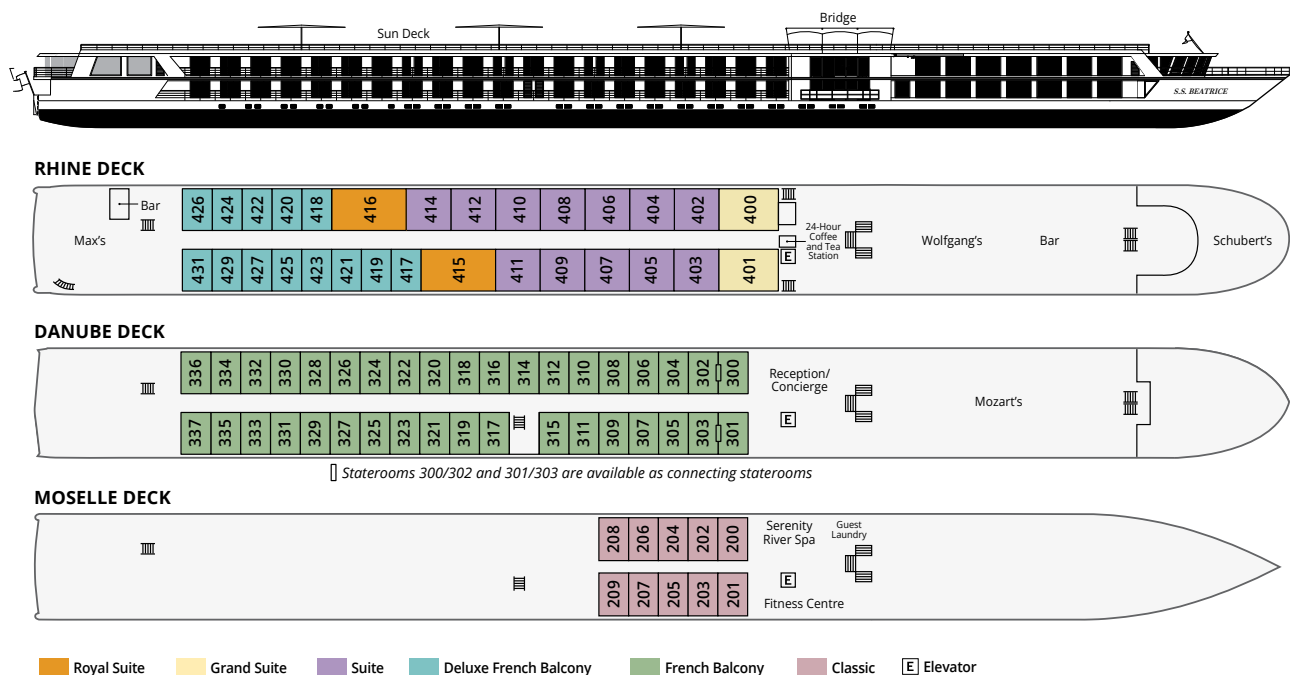 Bridge
Sun Deck
S.S. BEATRICE
RHINE DECK
Bar
Max's
426 424 422 420 418 416 414 412 410 408 406 404 402 400
431 429 427 425 423 421 419 417 415 411 409 407 405 403 401
24-Hour
Coffee
and Tea
Station
E
Wolfgang's
Bar
Schubert's
DANUBE DECK
336 334 332 330 328 326 324 322 320 318 316 314 312 310 308 306 304 302 300
337 335 333 331 329 327 325 323 321 319 317 315 311 309 307 305 303 301
Reception/
Concierge
E
Mozart's
Staterooms 300/302 and 301/303 are available as connecting staterooms
MOSELLE DECK
208 206 204 202 200
209 207 205 203 201
Serenity
River Spa
Guest
Laundry
E
Fitness Centre
Royal Suite
Grand Suite
Suite
Deluxe French Balcony
French Balcony
Classic
E Elevator